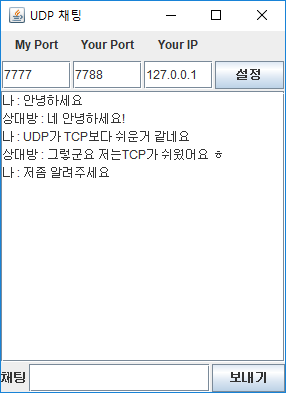 UDP 채팅
My Port Your Port Your IP
7777 7788 127.0.0.1 설정
나 : 안녕하세요
상대방 : 네 안녕하세요!
나 : UDP가 TCP보다 쉬운거 같네요
상대방 : 그렇군요 저는TCP가 쉬웠어요 ㅎ
나 : 저좀 알려주세요
채팅 보내기